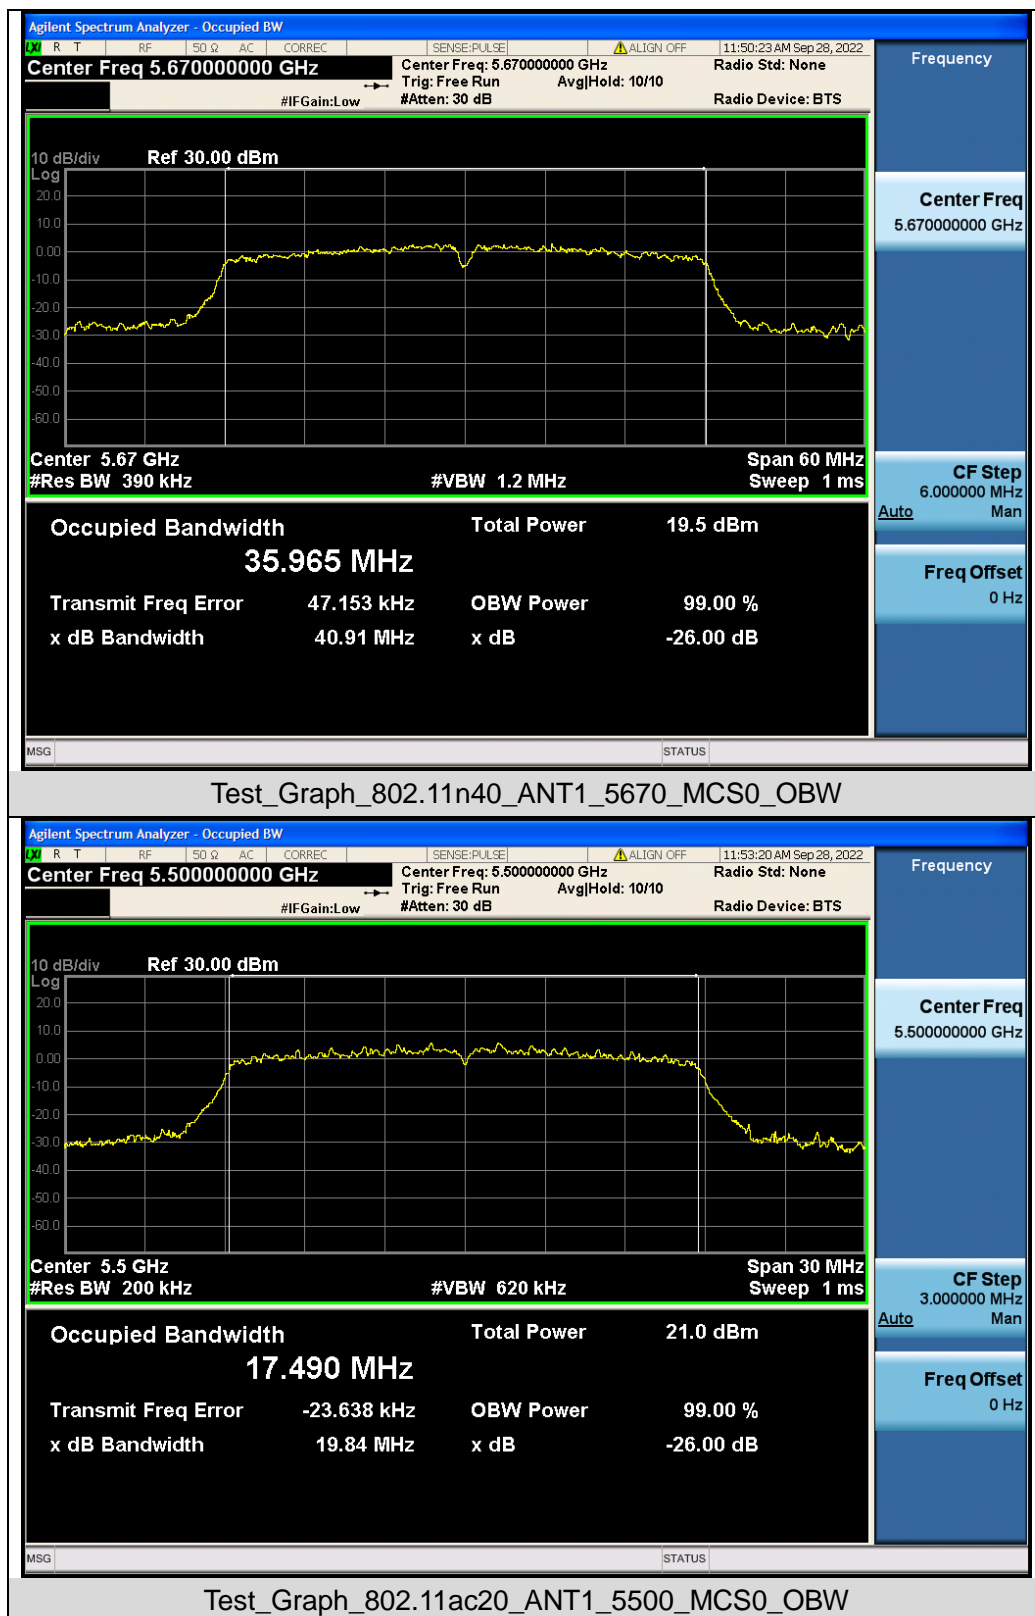 Agilent Spectrum Analyzer - Occupied BW
LXI R T RF 50 Ω AC CORREC SENSE:PULSE ALIGN OFF 11:50:23 AM Sep 28, 2022
Center Freq 5.670000000 GHz Center Freq: 5.670000000 GHz Radio Std: None
Trig: Free Run Avg|Hold: 10/10
#IFGain:Low #Atten: 30 dB Radio Device: BTS
Frequency
10 dB/div Ref 30.00 dBm
Log
20.0
10.0
0.00
-10.0
-20.0
-30.0
-40.0
-50.0
-60.0
Center Freq
5.670000000 GHz
Center 5.67 GHz Span 60 MHz
#Res BW 390 kHz #VBW 1.2 MHz Sweep 1 ms
CF Step
6.000000 MHz
Auto Man
Occupied Bandwidth Total Power 19.5 dBm
35.965 MHz
Transmit Freq Error 47.153 kHz OBW Power 99.00 %
x dB Bandwidth 40.91 MHz x dB -26.00 dB
Freq Offset
0 Hz
MSG STATUS
Test_Graph_802.11n40_ANT1_5670_MCS0_OBW
Agilent Spectrum Analyzer - Occupied BW
LXI R T RF 50 Ω AC CORREC SENSE:PULSE ALIGN OFF 11:53:20 AM Sep 28, 2022
Center Freq 5.500000000 GHz Center Freq: 5.500000000 GHz Radio Std: None
Trig: Free Run Avg|Hold: 10/10
#IFGain:Low #Atten: 30 dB Radio Device: BTS
Frequency
10 dB/div Ref 30.00 dBm
Log
20.0
10.0
0.00
-10.0
-20.0
-30.0
-40.0
-50.0
-60.0
Center Freq
5.500000000 GHz
Center 5.5 GHz Span 30 MHz
#Res BW 200 kHz #VBW 620 kHz Sweep 1 ms
CF Step
3.000000 MHz
Auto Man
Occupied Bandwidth Total Power 21.0 dBm
17.490 MHz
Transmit Freq Error -23.638 kHz OBW Power 99.00 %
x dB Bandwidth 19.84 MHz x dB -26.00 dB
Freq Offset
0 Hz
MSG STATUS
Test_Graph_802.11ac20_ANT1_5500_MCS0_OBW